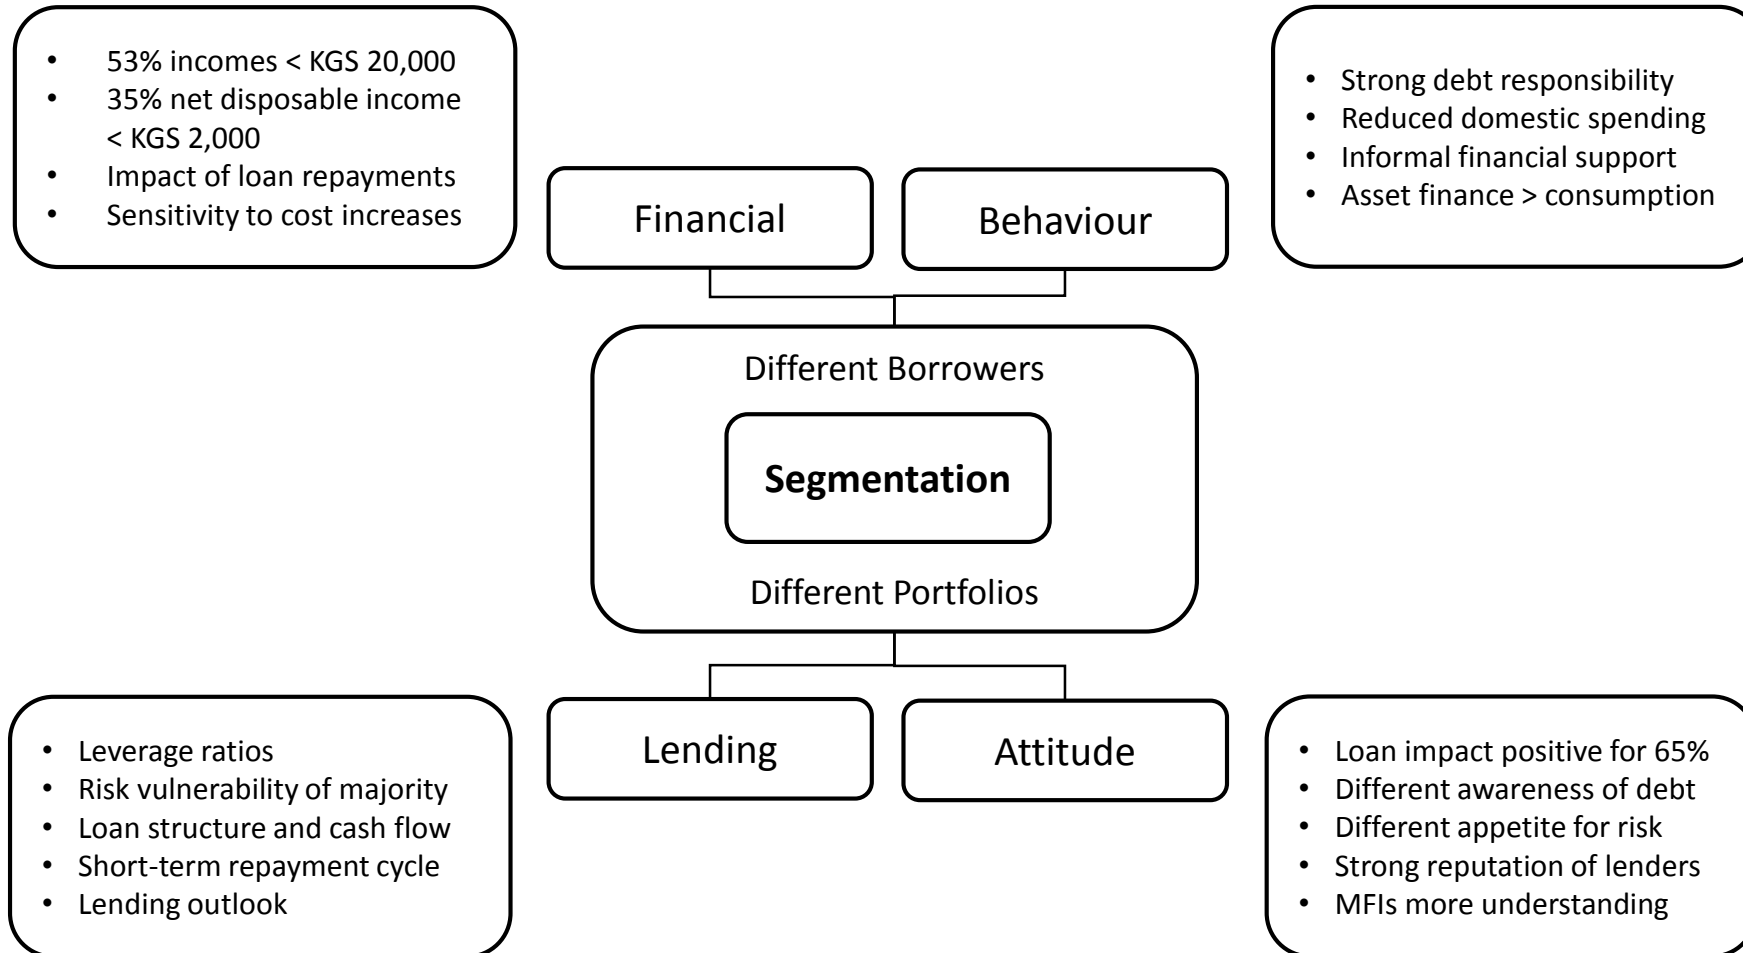 • 53% incomes < KGS 20,000
• 35% net disposable income
< KGS 2,000
• Impact of loan repayments
• Sensitivity to cost increases
• Strong debt responsibility
• Reduced domestic spending
• Informal financial support
• Asset finance > consumption
Financial
Behaviour
Different Borrowers
Segmentation
Different Portfolios
Lending
Attitude
• Leverage ratios
• Risk vulnerability of majority
• Loan structure and cash flow
• Short-term repayment cycle
• Lending outlook
• Loan impact positive for 65%
• Different awareness of debt
• Different appetite for risk
• Strong reputation of lenders
• MFIs more understanding